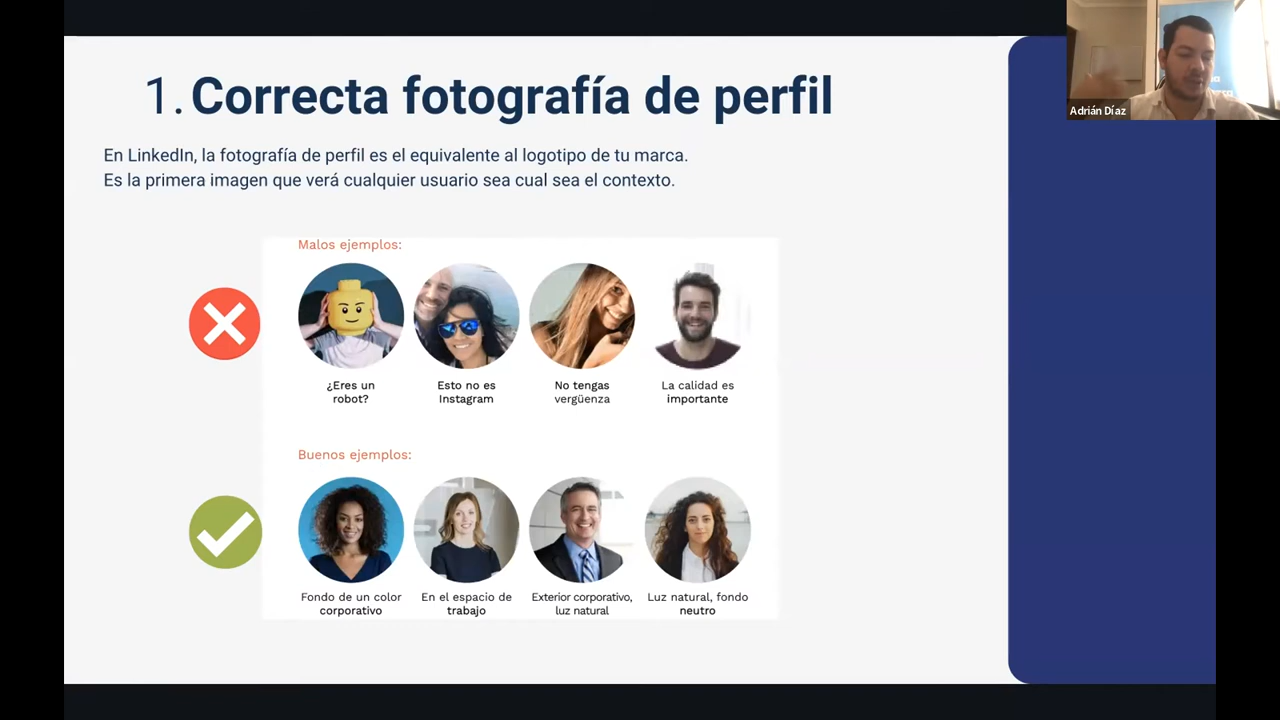 1. Correcta fotografía de perfil
Adrián Díaz
En LinkedIn, la fotografía de perfil es el equivalente al logotipo de tu marca.
Es la primera imagen que verá cualquier usuario sea cual sea el contexto.
Malos ejemplos:
¿Eres un
robot?
Esto no es
Instagram
No tengas
vergüenza
La calidad es
importante
Buenos ejemplos:
Fondo de un color
corporativo
En el espacio de
trabajo
Exterior corporativo,
luz natural
Luz natural, fondo
neutro